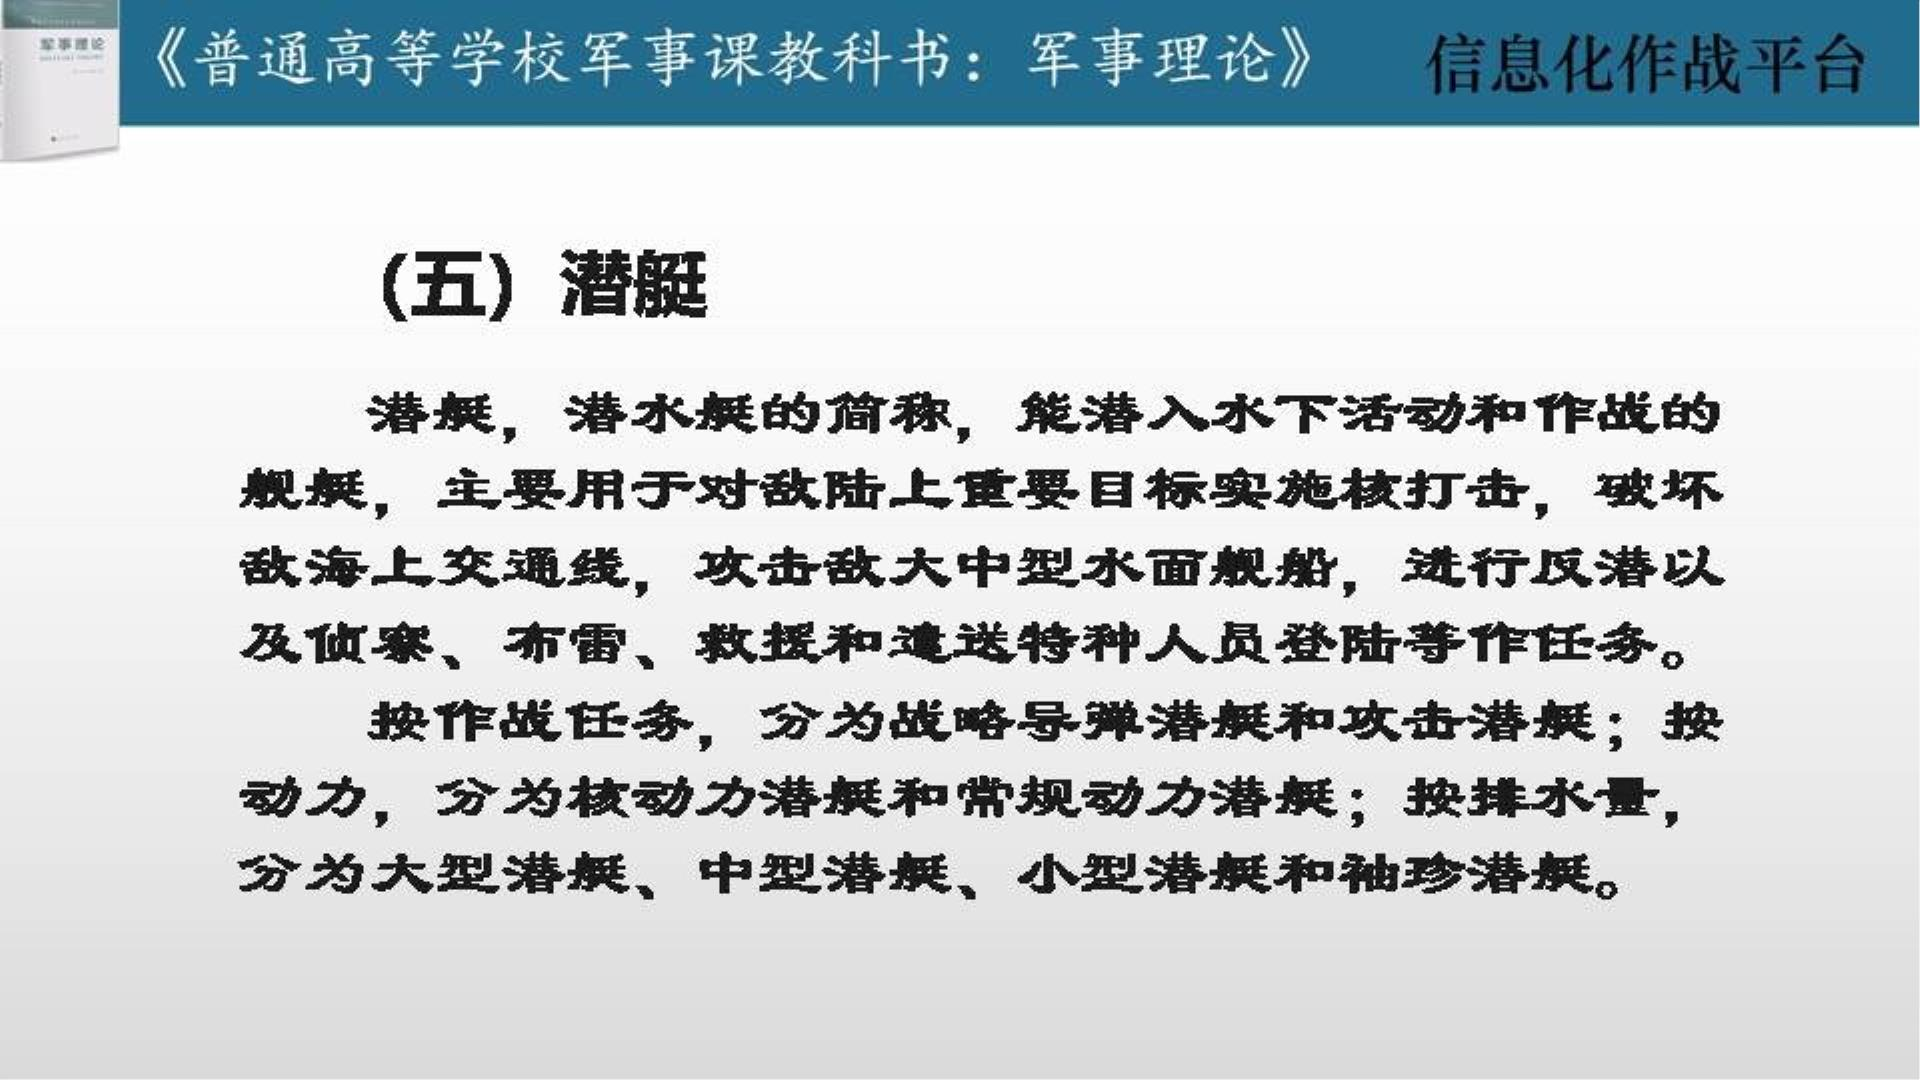 军事理论
《普通高等学校军事课教科书：军事理论》
信息化作战平台
(五) 潜艇
潜艇，潜水艇的简称，能潜入水下活动和作战的
舰艇，主要用于对敌陆上重要目标实施核打击，破坏
敌海上交通线，攻击敌大中型水面舰船，进行反潜以
及侦察、布雷、救援和遣送特种人员登陆等作任务。
按作战任务，分为战略导弹潜艇和攻击潜艇；按
动力，分为核动力潜艇和常规动力潜艇；按排水量，
分为大型潜艇、中型潜艇、小型潜艇和袖珍潜艇。